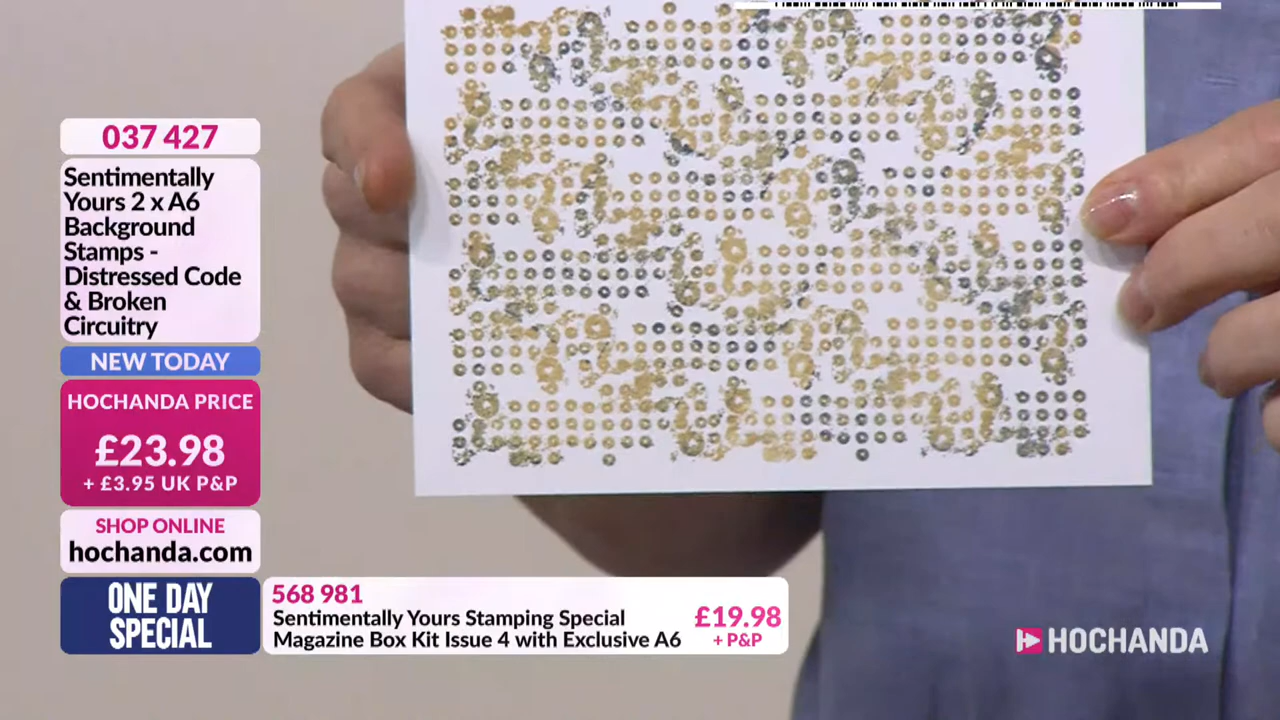 037 427
Sentimentally
Yours 2 x A6
Background
Stamps -
Distressed Code
& Broken
Circuitry
NEW TODAY
HOCHANDA PRICE
£23.98
+ £3.95 UK P&P
SHOP ONLINE
hochanda.com
ONE DAY
SPECIAL
568 981
Sentimentally Yours Stamping Special
Magazine Box Kit Issue 4 with Exclusive A6
£19.98
+ P&P
HOCHANDA